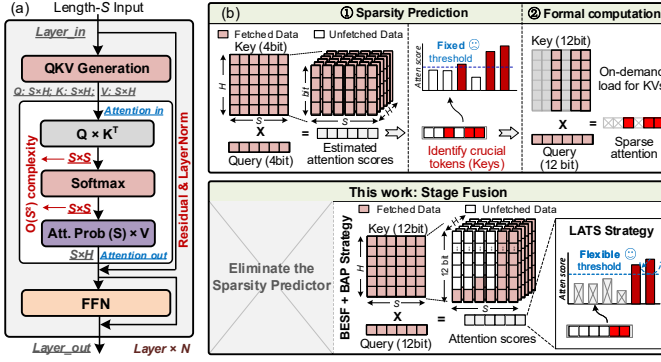 (a)
Length-S Input
Layer_in
QKV Generation
Q: S×H; K: S×H; V: S×H
Attention in
Q × K^T
S×S
Softmax
S×S
Att. Prob (S) × V
S×H
Attention out
FFN
Layer_out
Layer × N
O(S²) complexity
Residual & LayerNorm
(b)
① Sparsity Prediction
Fetched Data
Unfetched Data
Key (4bit)
H
S
bit
H
S
X
=
Query (4bit)
Estimated
attention scores
Fixed
threshold
Atten score
Identify crucial
tokens (Keys)
② Formal computation
Key (12bit)
On-demand
load for KVs
X
=
Query
(12 bit)
Sparse
attention
This work: Stage Fusion
Eliminate the
Sparsity Predictor
BESF + BAP Strategy
Fetched Data
Unfetched Data
Key (12bit)
H
S
12 bit
H
S
X
=
Query (12bit)
Attention scores
LATS Strategy
Flexible
threshold
Atten score